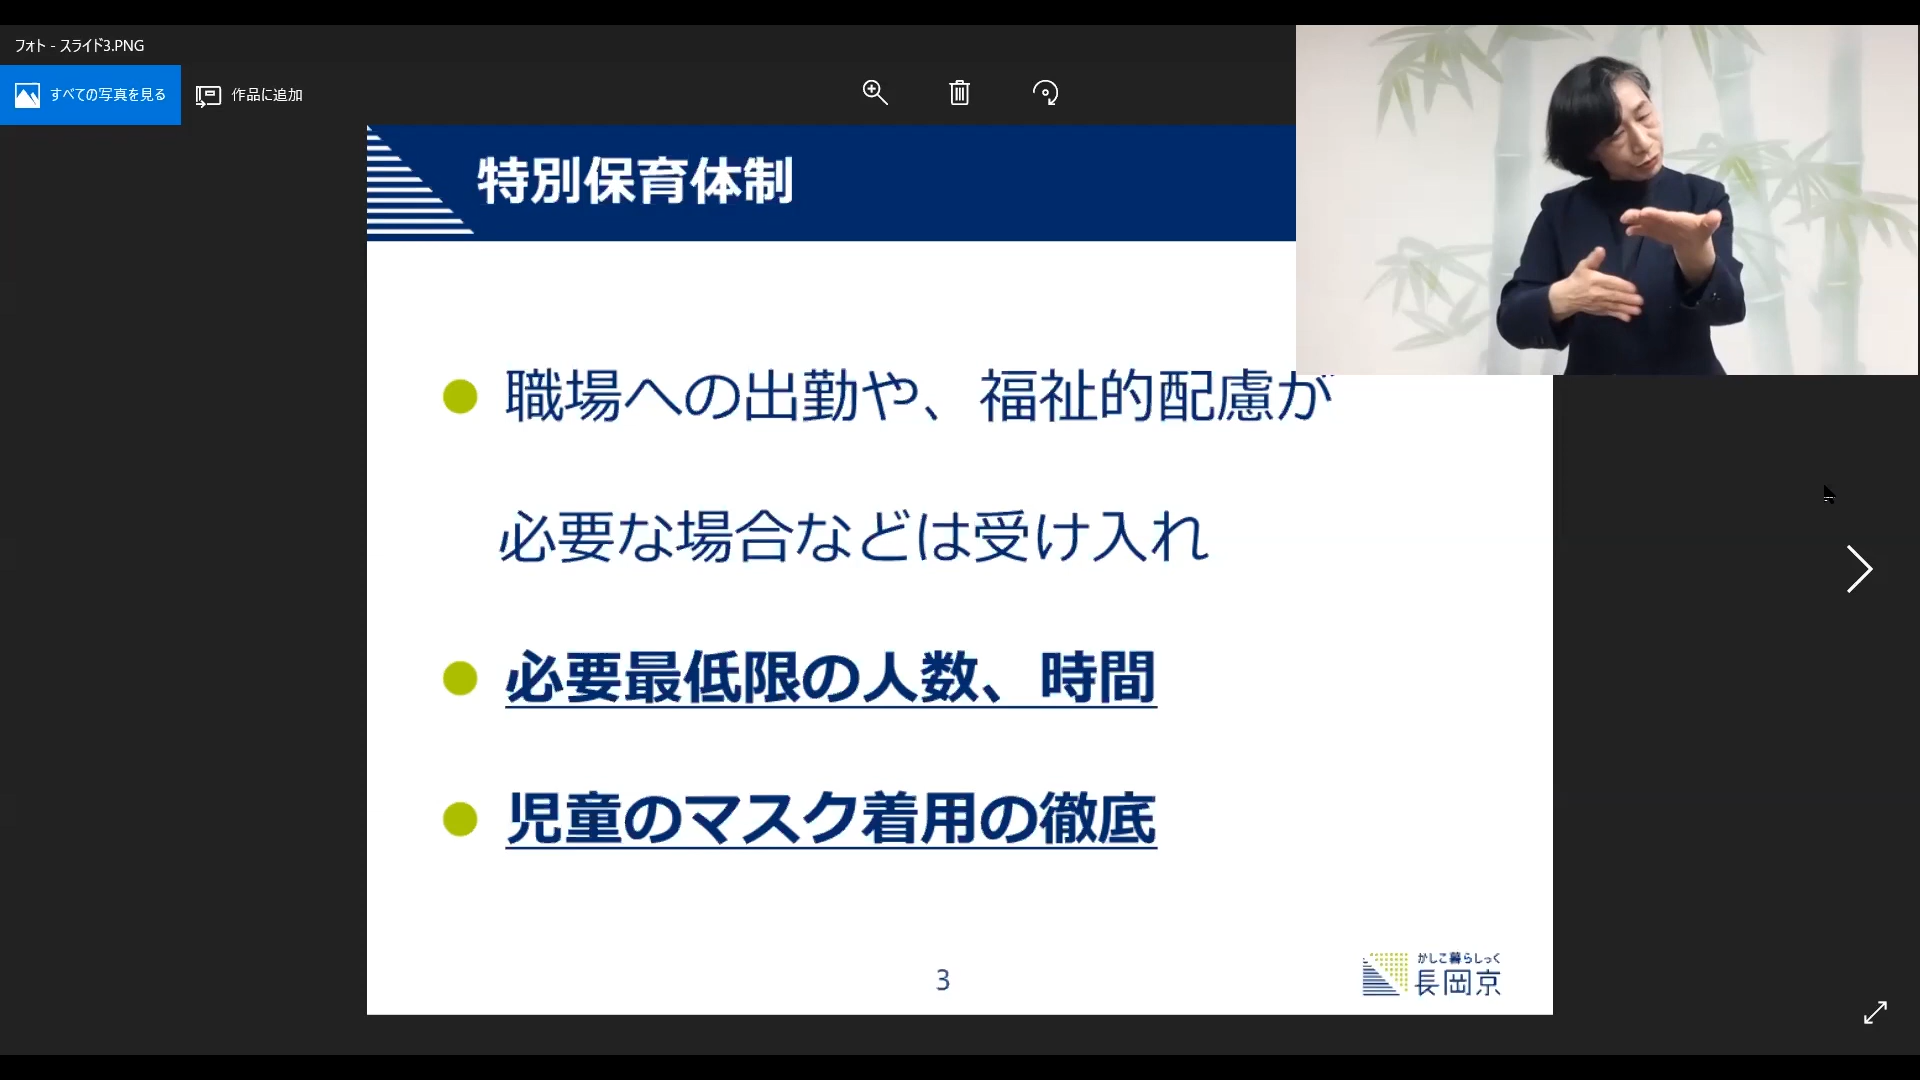 フォト - スライド3.PNG
すべての写真を見る
作品に追加
特別保育体制
職場への出勤や、福祉的配慮が
必要な場合などは受け入れ
必要最低限の人数、時間
児童のマスク着用の徹底
3
かしこ暮らしっく
長岡京